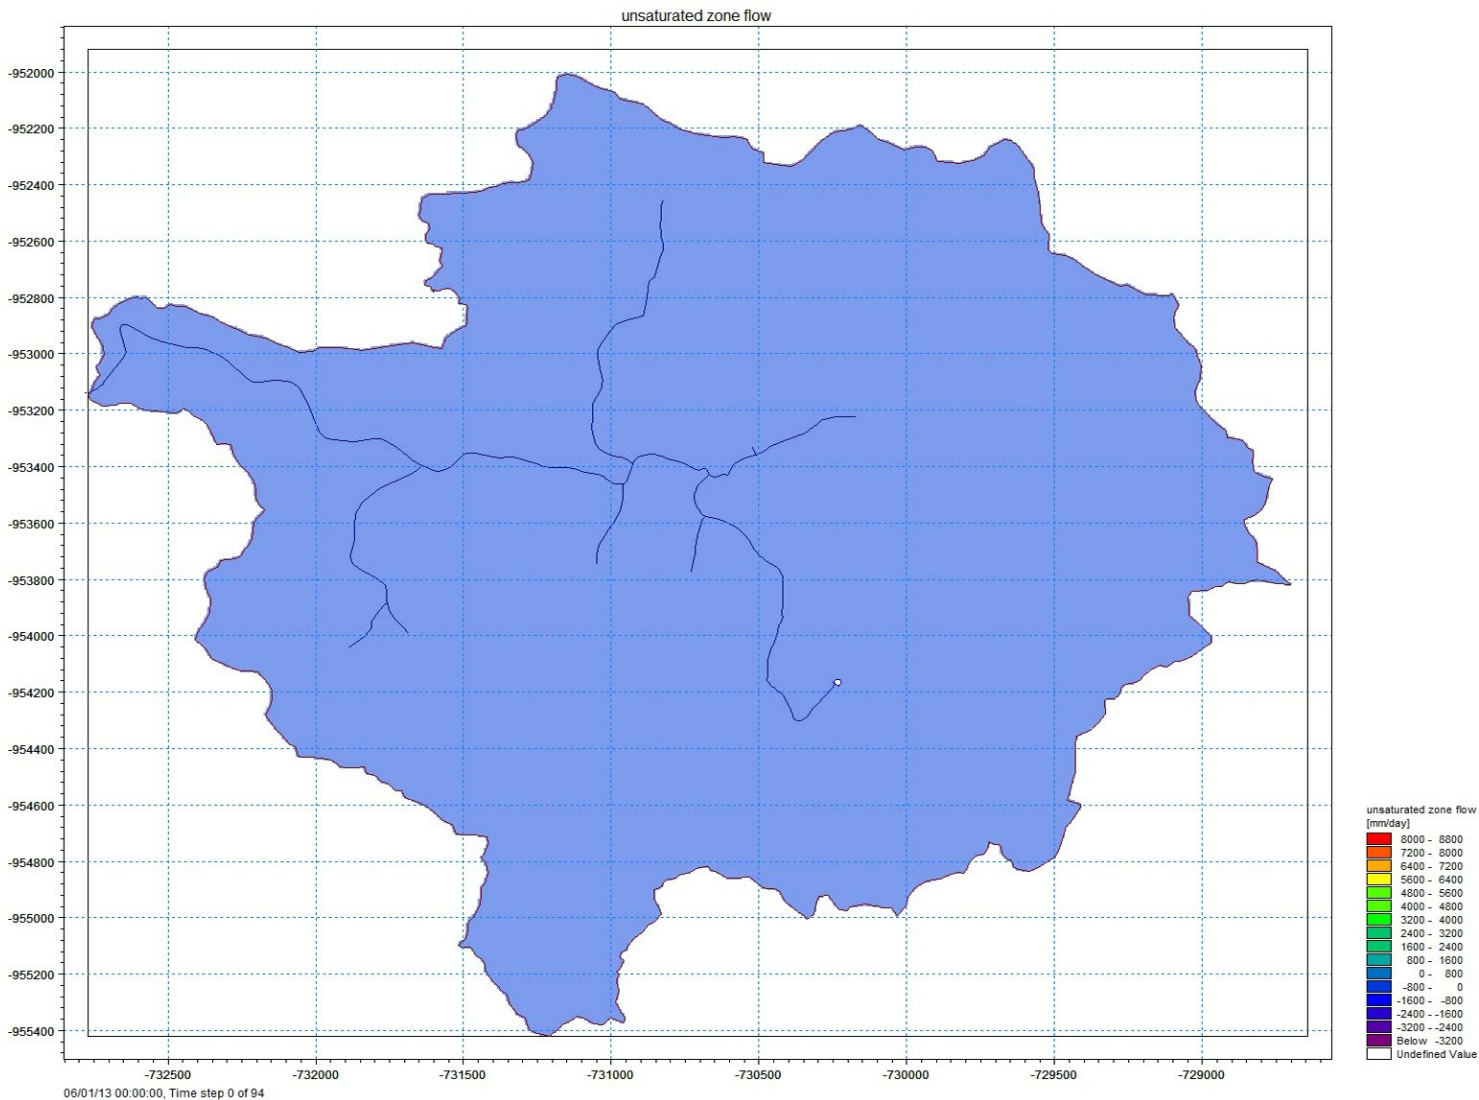 unsaturated zone flow
-952000
-952200
-952400
-952600
-952800
-953000
-953200
-953400
-953600
-953800
-954000
-954200
-954400
-954600
-954800
-955000
-955200
-955400
-732500 -732000 -731500 -731000 -730500 -730000 -729500 -729000
06/01/13 00:00:00, Time step 0 of 94
unsaturated zone flow
[mm/day]
8000 - 8800
7200 - 8000
6400 - 7200
5600 - 6400
4800 - 5600
4000 - 4800
3200 - 4000
2400 - 3200
1600 - 2400
800 - 1600
0 - 800
-800 - 0
-1600 - -800
-2400 - -1600
-3200 - -2400
Below -3200
Undefined Value